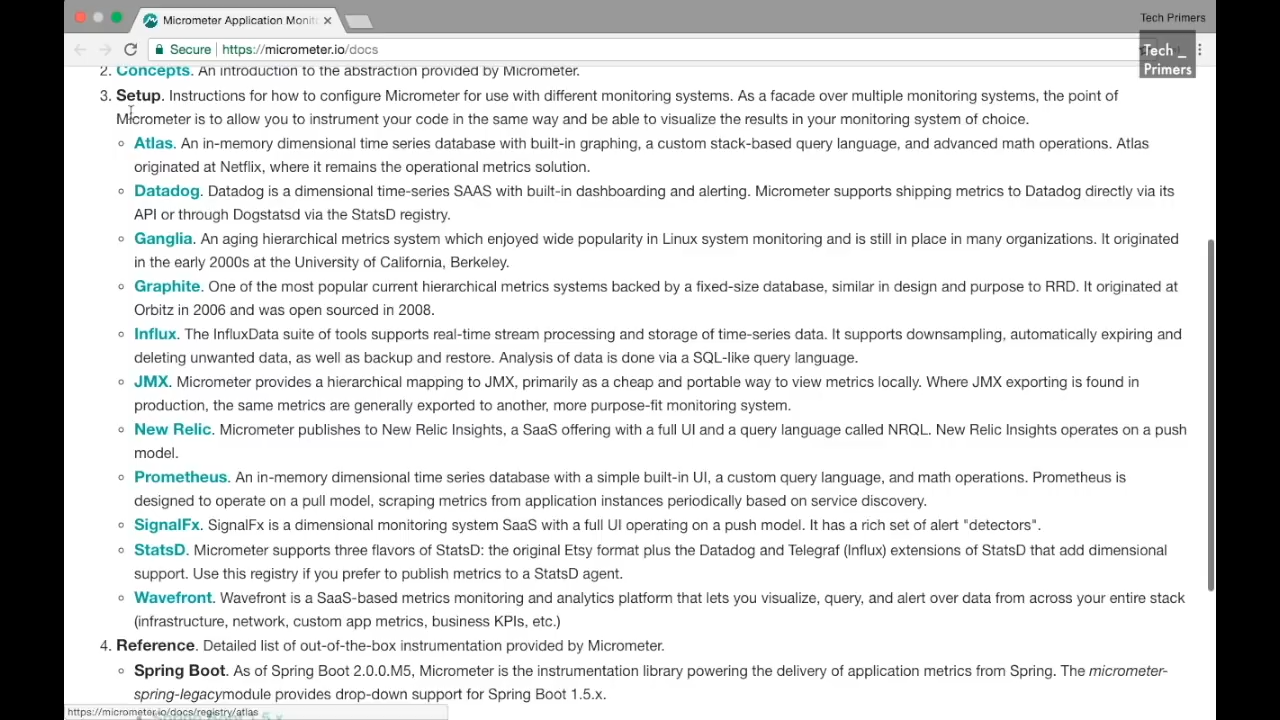 Micrometer Application Monit
Tech Primers
Secure
https://micrometer.io/docs
Tech _
Primers
2. Concepts. An introduction to the abstraction provided by Micrometer.
3. Setup. Instructions for how to configure Micrometer for use with different monitoring systems. As a facade over multiple monitoring systems, the point of
Micrometer is to allow you to instrument your code in the same way and be able to visualize the results in your monitoring system of choice.
Atlas. An in-memory dimensional time series database with built-in graphing, a custom stack-based query language, and advanced math operations. Atlas
originated at Netflix, where it remains the operational metrics solution.
Datadog. Datadog is a dimensional time-series SAAS with built-in dashboarding and alerting. Micrometer supports shipping metrics to Datadog directly via its
API or through Dogstatsd via the StatsD registry.
Ganglia. An aging hierarchical metrics system which enjoyed wide popularity in Linux system monitoring and is still in place in many organizations. It originated
in the early 2000s at the University of California, Berkeley.
Graphite. One of the most popular current hierarchical metrics systems backed by a fixed-size database, similar in design and purpose to RRD. It originated at
Orbitz in 2006 and was open sourced in 2008.
Influx. The InfluxData suite of tools supports real-time stream processing and storage of time-series data. It supports downsampling, automatically expiring and
deleting unwanted data, as well as backup and restore. Analysis of data is done via a SQL-like query language.
JMX. Micrometer provides a hierarchical mapping to JMX, primarily as a cheap and portable way to view metrics locally. Where JMX exporting is found in
production, the same metrics are generally exported to another, more purpose-fit monitoring system.
New Relic. Micrometer publishes to New Relic Insights, a SaaS offering with a full UI and a query language called NRQL. New Relic Insights operates on a push
model.
Prometheus. An in-memory dimensional time series database with a simple built-in UI, a custom query language, and math operations. Prometheus is
designed to operate on a pull model, scraping metrics from application instances periodically based on service discovery.
SignalFx. SignalFx is a dimensional monitoring system SaaS with a full UI operating on a push model. It has a rich set of alert "detectors".
StatsD. Micrometer supports three flavors of StatsD: the original Etsy format plus the Datadog and Telegraf (Influx) extensions of StatsD that add dimensional
support. Use this registry if you prefer to publish metrics to a StatsD agent.
Wavefront. Wavefront is a SaaS-based metrics monitoring and analytics platform that lets you visualize, query, and alert over data from across your entire stack
(infrastructure, network, custom app metrics, business KPIs, etc.)
4. Reference. Detailed list of out-of-the-box instrumentation provided by Micrometer.
Spring Boot. As of Spring Boot 2.0.0.M5, Micrometer is the instrumentation library powering the delivery of application metrics from Spring. The micrometer-
spring-legacymodule provides drop-down support for Spring Boot 1.5.x.
https://micrometer.io/docs/registry/atlas